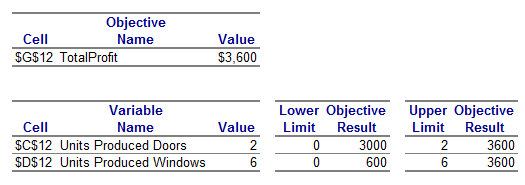 Objective
Cell Name Value
$G$12 TotalProfit $3,600
Variable Lower Objective Upper Objective
Cell Name Value Limit Result Limit Result
$C$12 Units Produced Doors 2 0 3000 2 3600
$D$12 Units Produced Windows 6 0 600 6 3600